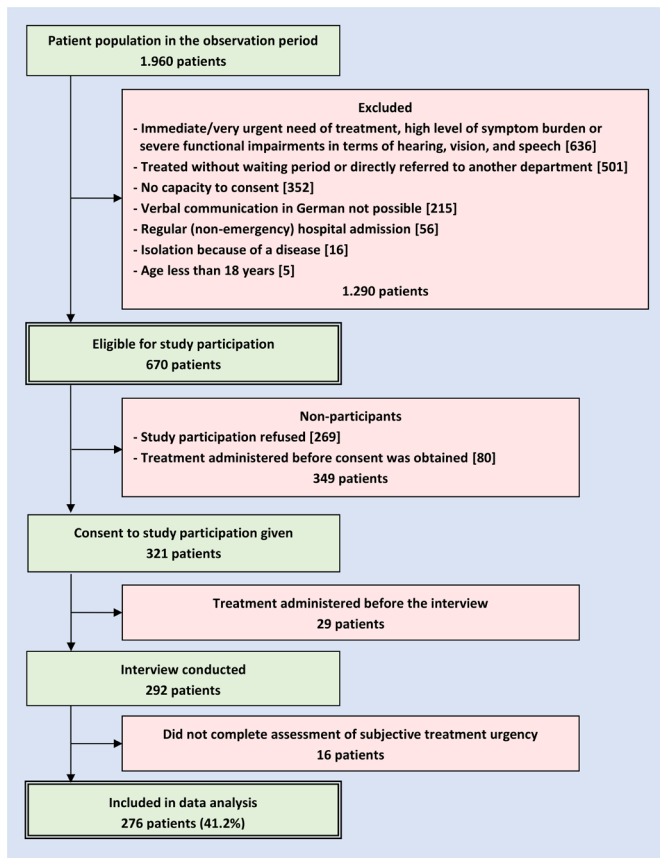 Patient population in the observation period
1.960 patients
Excluded
- Immediate/very urgent need of treatment, high level of symptom burden or
severe functional impairments in terms of hearing, vision, and speech [636]
- Treated without waiting period or directly referred to another department [501]
- No capacity to consent [352]
- Verbal communication in German not possible [215]
- Regular (non-emergency) hospital admission [56]
- Isolation because of a disease [16]
- Age less than 18 years [5]
1.290 patients
Eligible for study participation
670 patients
Non-participants
- Study participation refused [269]
- Treatment administered before consent was obtained [80]
349 patients
Consent to study participation given
321 patients
Treatment administered before the interview
29 patients
Interview conducted
292 patients
Did not complete assessment of subjective treatment urgency
16 patients
Included in data analysis
276 patients (41.2%)